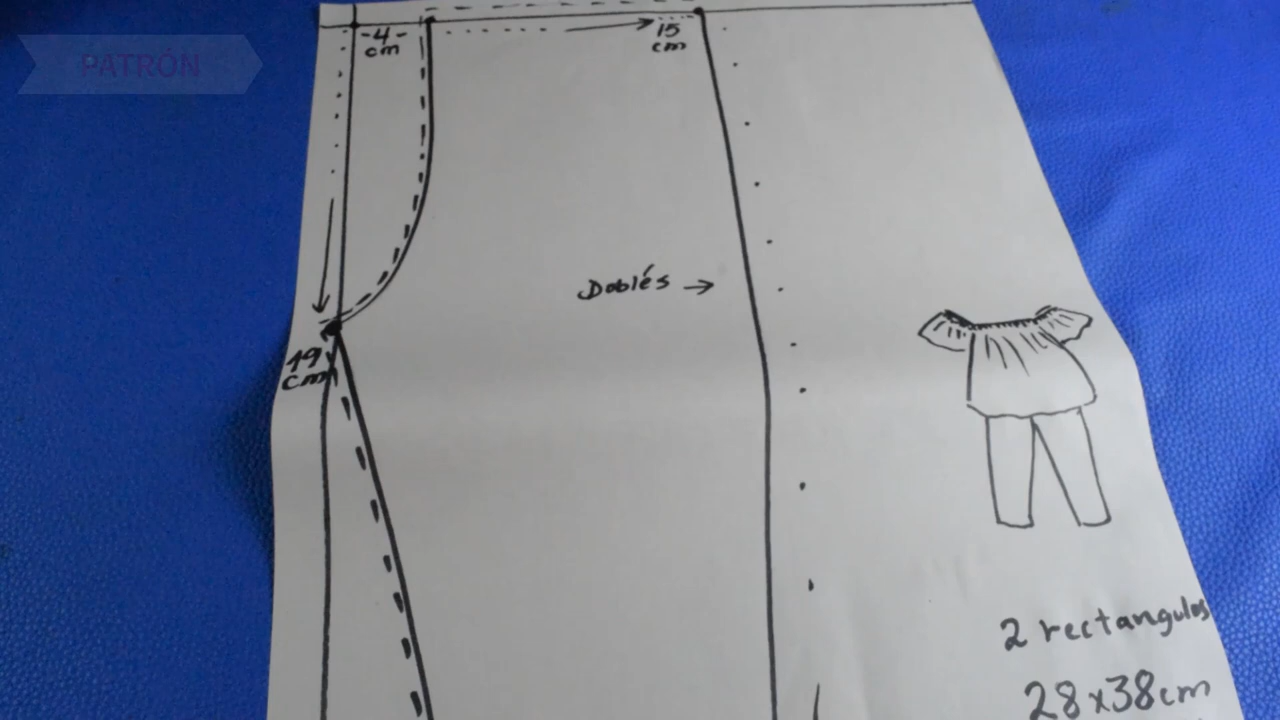 PATRÓN
-4-
cm
15
cm
Doblés →
19
cm
2 rectangulos
28x38cm